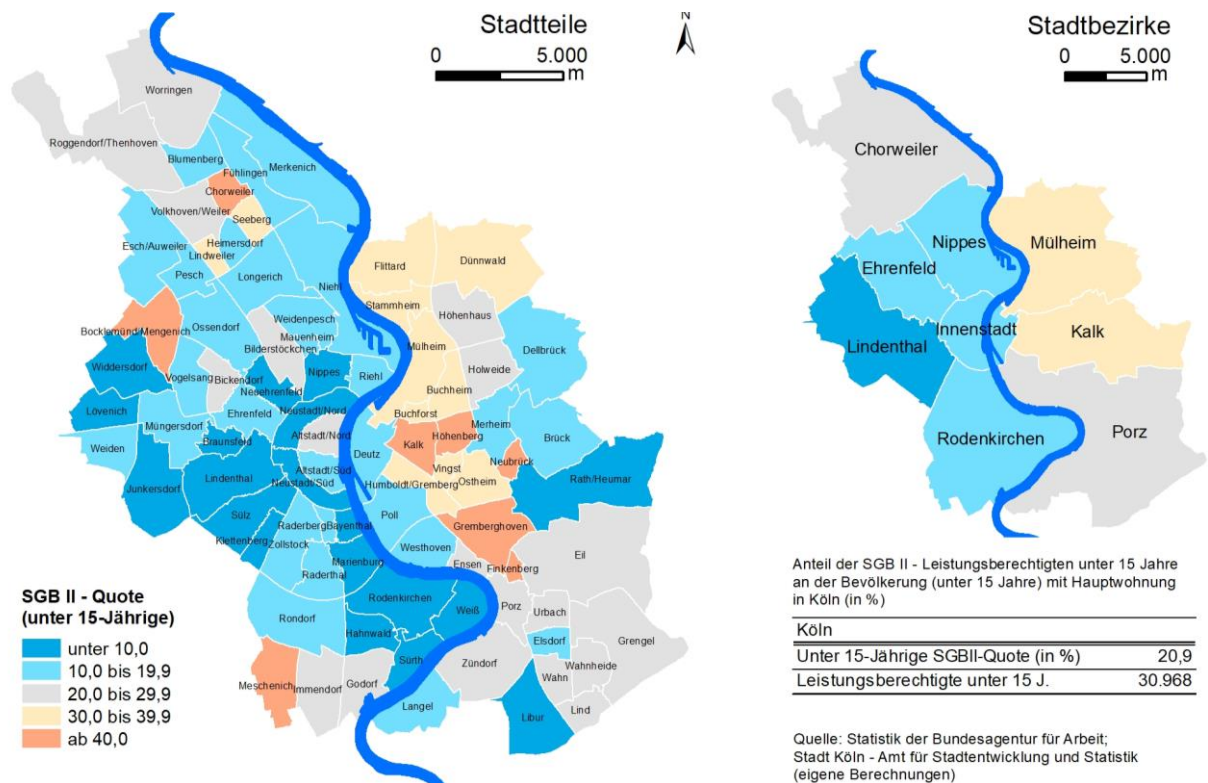 Stadtteile
0 5.000
m
N
Worringen
Roggendorf/Thenhoven
Blumenberg
Fühlingen
Merkenich
Chorweiler
Volkhoven/Weiler
Seeberg
Esch/Auweiler
Heimersdorf
Lindweiler
Pesch
Longerich
Niehl
Flittard
Dünnwald
Stammheim
Höhenhaus
Bocklemünd/Mengenich
Ossendorf
Weidenpesch
Mauenheim
Bilderstöckchen
Mülheim
Dellbrück
Widdersdorf
Vogelsang
Bickendorf
Nippes
Riehl
Holweide
Neuehrenfeld
Buchheim
Lövenich
Ehrenfeld
Neustadt/Nord
Buchforst
Müngersdorf
Merheim
Weiden
Braunsfeld
Altstadt/Nord
Kalk
Höhenberg
Brück
Deutz
Neubrück
Junkersdorf
Lindenthal
Altstadt/Süd
Neustadt/Süd
Vingst
Ostheim
Humboldt/Gremberg
Rath/Heumar
Sülz
Raderberg
Bayenthal
Poll
Gremberghoven
Klettenberg
Zollstock
Westhoven
Eil
Marienburg
Ensen
Raderthal
Finkenberg
Rodenkirchen
Weiß
Porz
Urbach
Rondorf
Hahnwald
Elsdorf
Grengel
Sürth
Zündorf
Wahnheide
Wahn
Meschenich
Immendorf
Godorf
Langel
Libur
Lind
SGB II - Quote
(unter 15-Jährige)
unter 10,0
10,0 bis 19,9
20,0 bis 29,9
30,0 bis 39,9
ab 40,0
Stadtbezirke
0 5.000
m
Chorweiler
Nippes
Mülheim
Ehrenfeld
Innenstadt
Kalk
Lindenthal
Rodenkirchen
Porz
Anteil der SGB II - Leistungsberechtigten unter 15 Jahre
an der Bevölkerung (unter 15 Jahre) mit Hauptwohnung
in Köln (in %)
Köln
Unter 15-Jährige SGBII-Quote (in %) 20,9
Leistungsberechtigte unter 15 J. 30.968
Quelle: Statistik der Bundesagentur für Arbeit;
Stadt Köln - Amt für Stadtentwicklung und Statistik
(eigene Berechnungen)